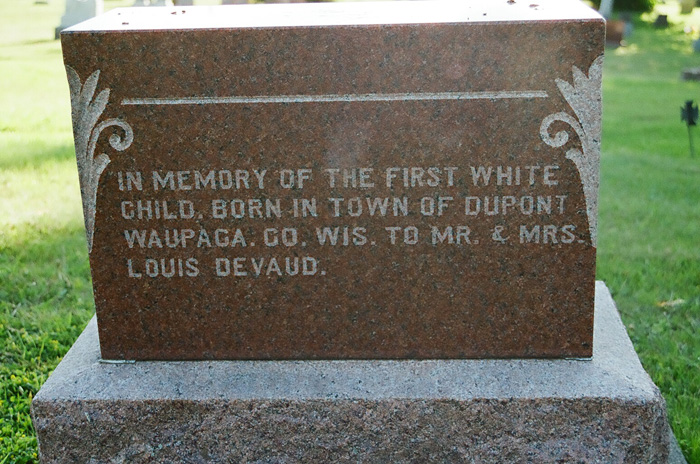 IN MEMORY OF THE FIRST WHITE
CHILD, BORN IN TOWN OF DUPONT
WAUPACA. CO. WIS. TO MR. & MRS.
LOUIS DEVAUD.